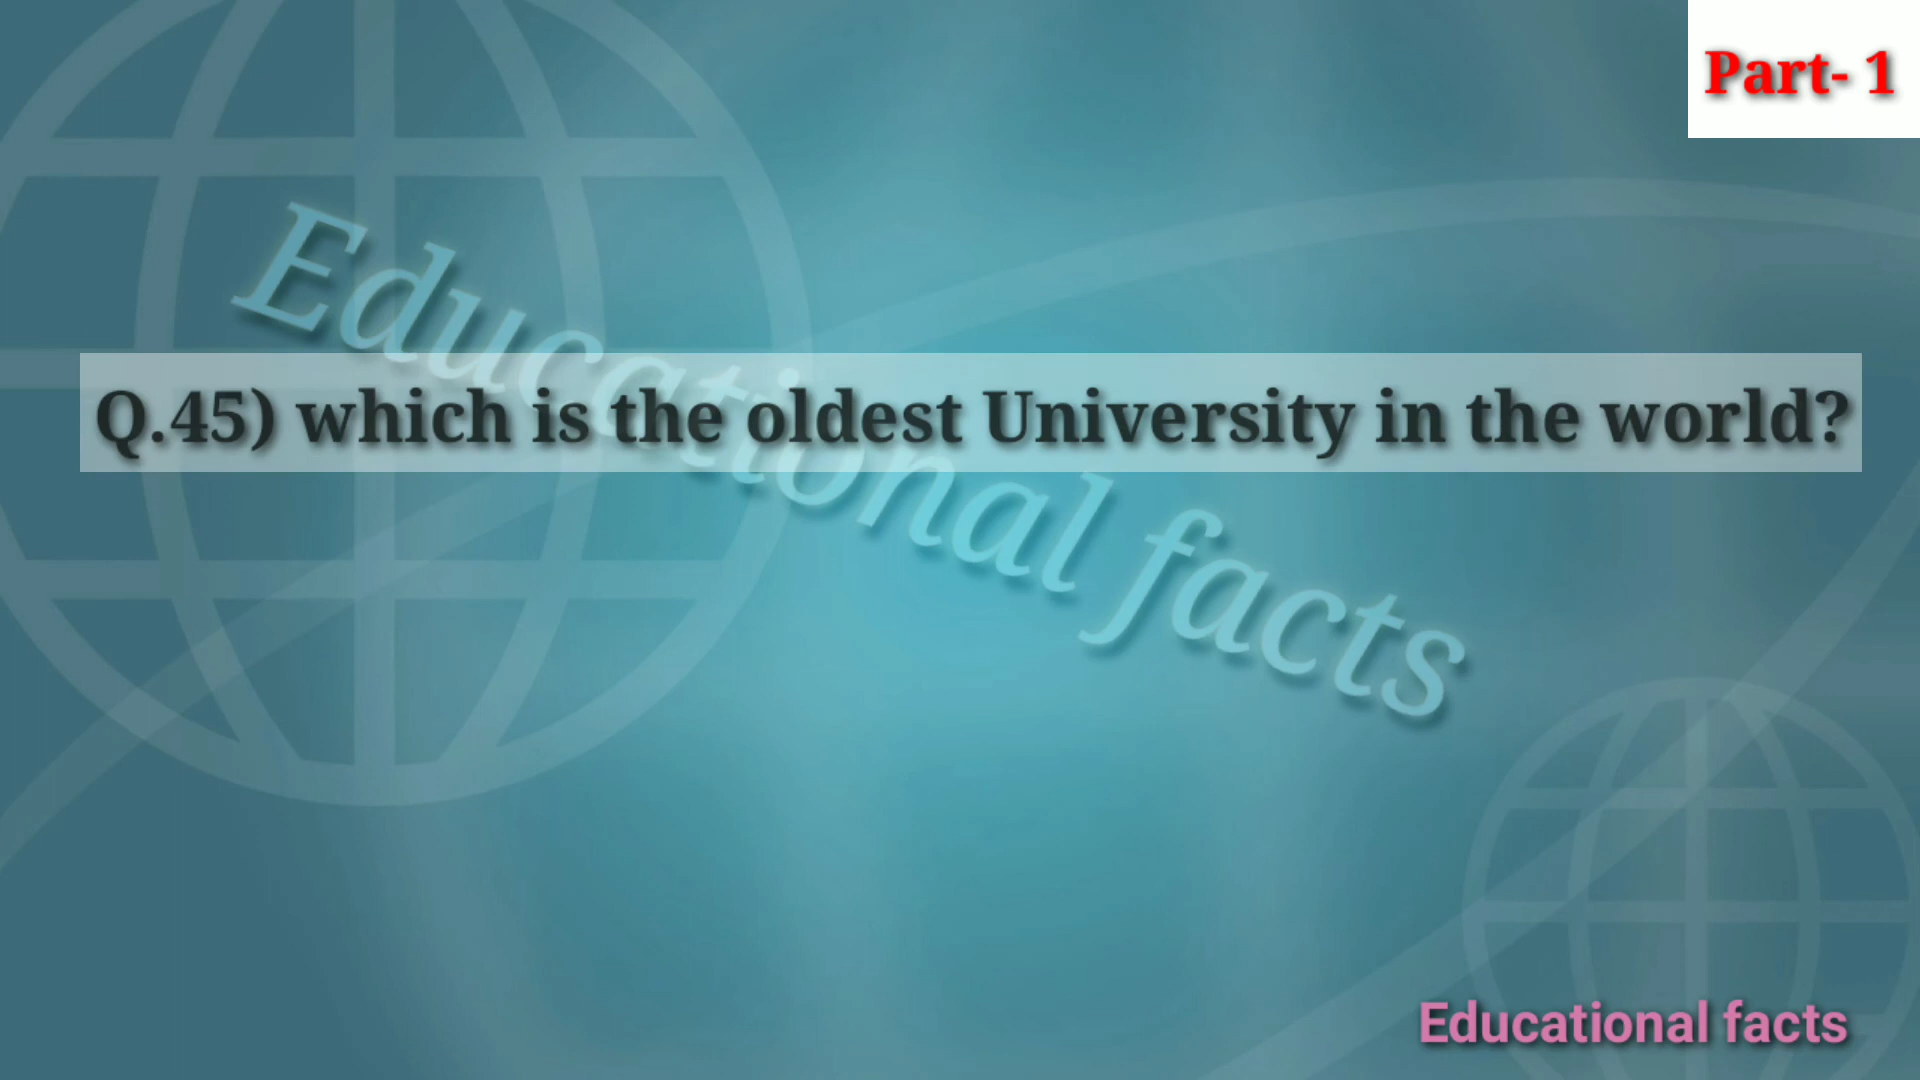 Part- 1
Educational facts
Q.45) which is the oldest University in the world?
Educational facts